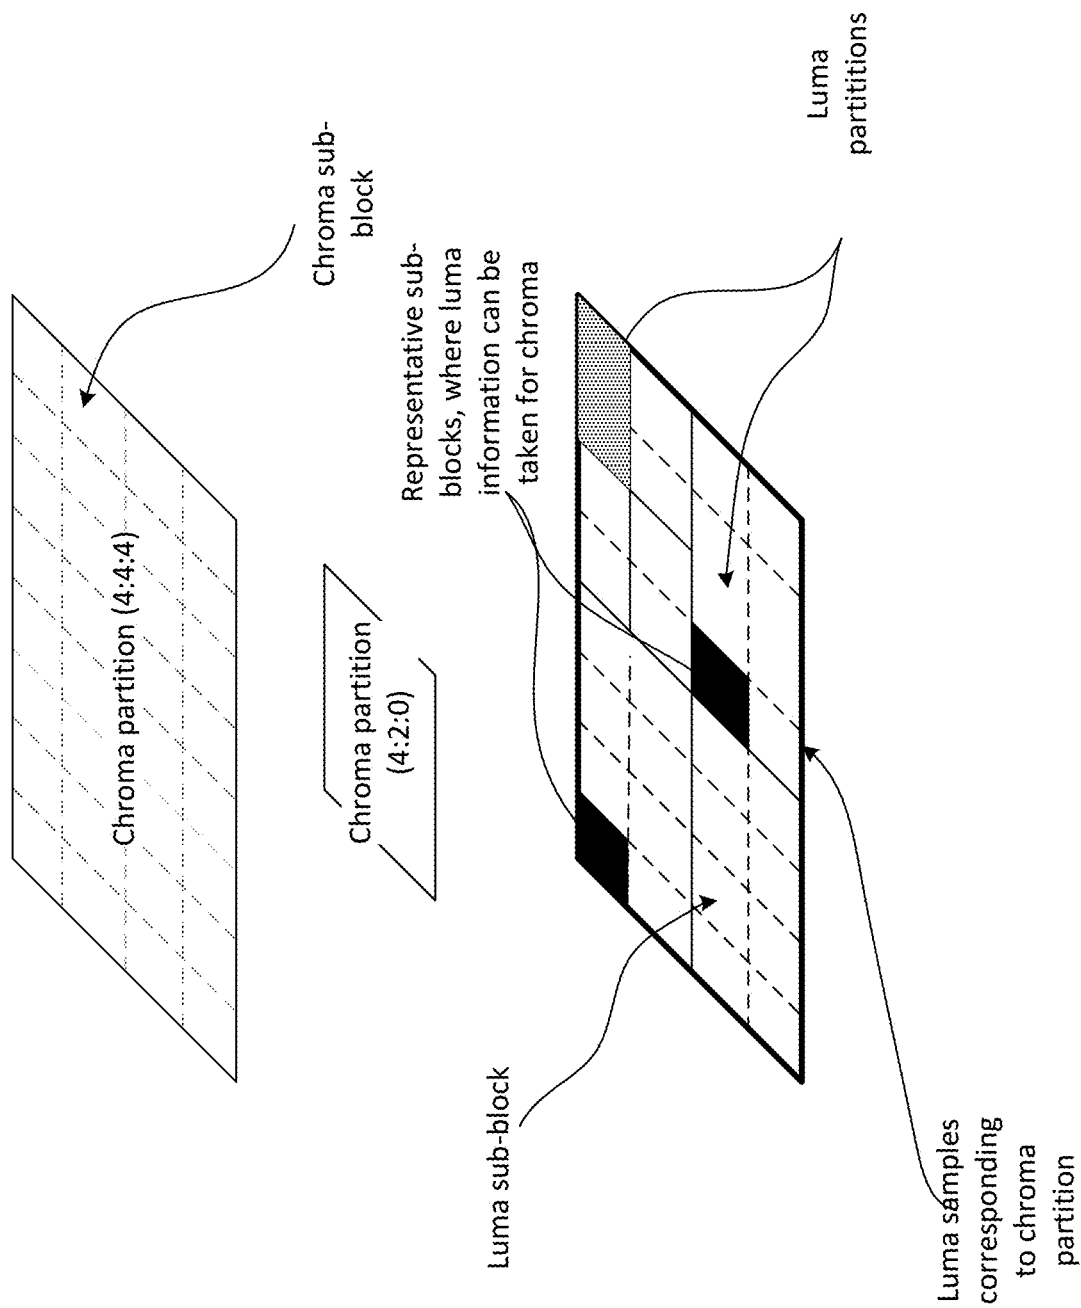 Chroma partition (4:4:4)
Chroma sub-
block
Chroma partition
(4:2:0)
Representative sub-
blocks, where luma
information can be
taken for chroma
Luma
partititions
Luma sub-block
Luma samples
corresponding
to chroma
partition